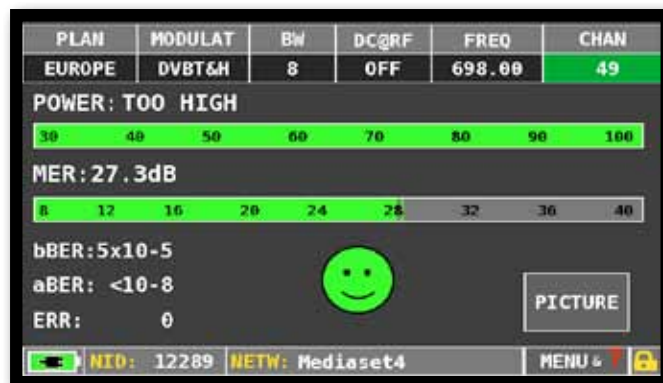 PLAN MODULAT BW DC@RF FREQ CHAN
EUROPE DVBT&H 8 OFF 698.00 49
POWER: TOO HIGH
30 40 50 60 70 80 90 100
MER:27.3dB
8 12 16 20 24 28 32 36 40
bBER:5x10-5
aBER: <10-8
PICTURE
ERR: 0
NID: 12289 NETW: Mediaset4 MENU & ?